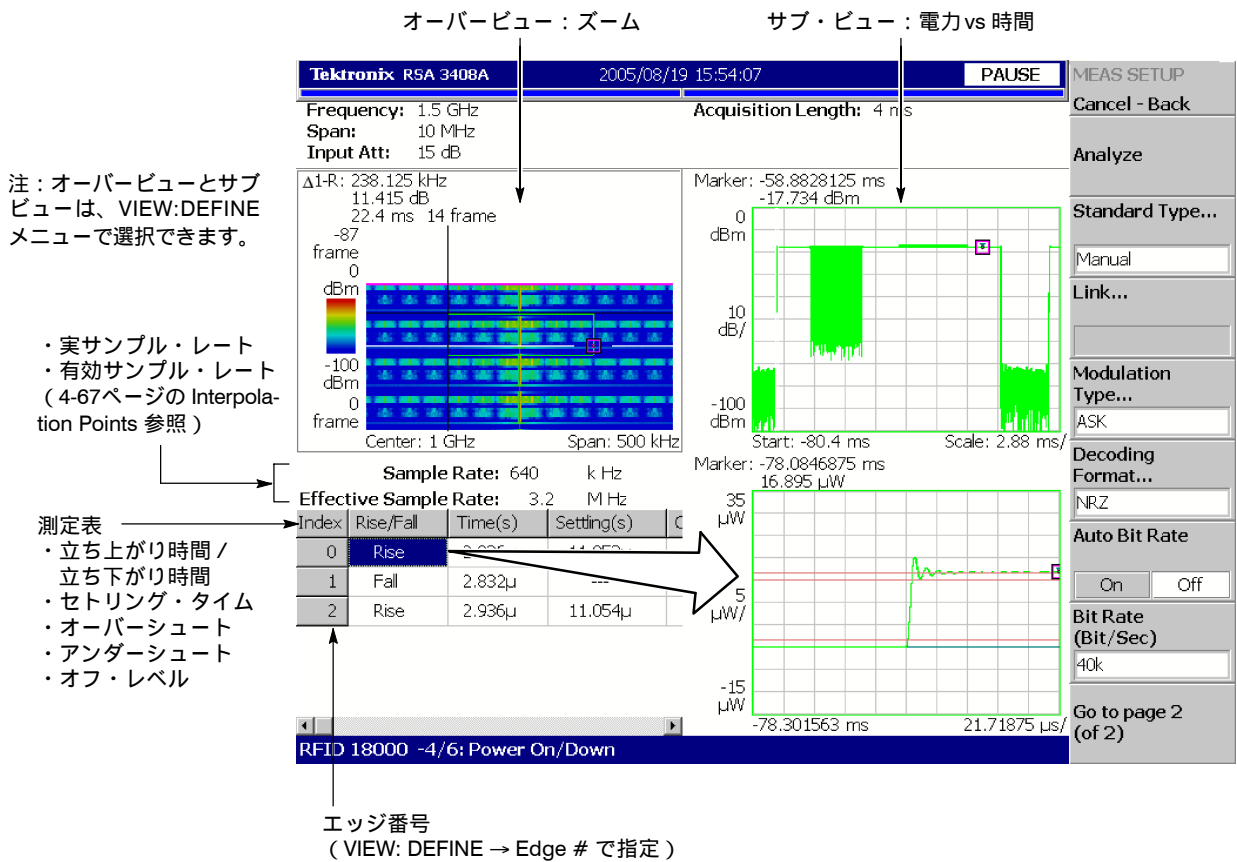 オーバービュー：ズーム
サブ・ビュー：電力 vs 時間
Tektronix RSA 3408A
2005/08/19 15:54:07
PAUSE
Frequency: 1.5 GHz
Span: 10 MHz
Input Att: 15 dB
Acquisition Length: 4 ms
注：オーバービューとサブ
ビューは、VIEW:DEFINE
メニューで選択できます。
Δ1-R: 238.125 kHz
11.415 dB
22.4 ms 14 frame
-87
frame
0
dBm
-100
dBm
0
frame
Center: 1 GHz
Span: 500 kHz
Marker: -58.8828125 ms
-17.734 dBm
0
dBm
10
dB/
-100
dBm
Start: -80.4 ms
Scale: 2.88 ms/
・実サンプル・レート
・有効サンプル・レート
（4-67ページの Interpola-
tion Points 参照）
Sample Rate: 640 k Hz
Effective Sample Rate: 3.2 M Hz
測定表
・立ち上がり時間 /
立ち下がり時間
・セトリング・タイム
・オーバーシュート
・アンダーシュート
・オフ・レベル
Index Rise/Fall Time(s) Settling(s)
0 Rise
1 Fall 2.832μ ---
2 Rise 2.936μ 11.054μ
Marker: -78.0846875 ms
16.895 μW
35
μW
5
μW/
-15
μW
-78.301563 ms
21.71875 μs/
RFID 18000 -4/6: Power On/Down
エッジ番号
（VIEW: DEFINE → Edge # で指定）
MEAS SETUP
Cancel - Back
Analyze
Standard Type...
Manual
Link...
Modulation
Type...
ASK
Decoding
Format...
NRZ
Auto Bit Rate
On Off
Bit Rate
(Bit/Sec)
40k
Go to page 2
(of 2)